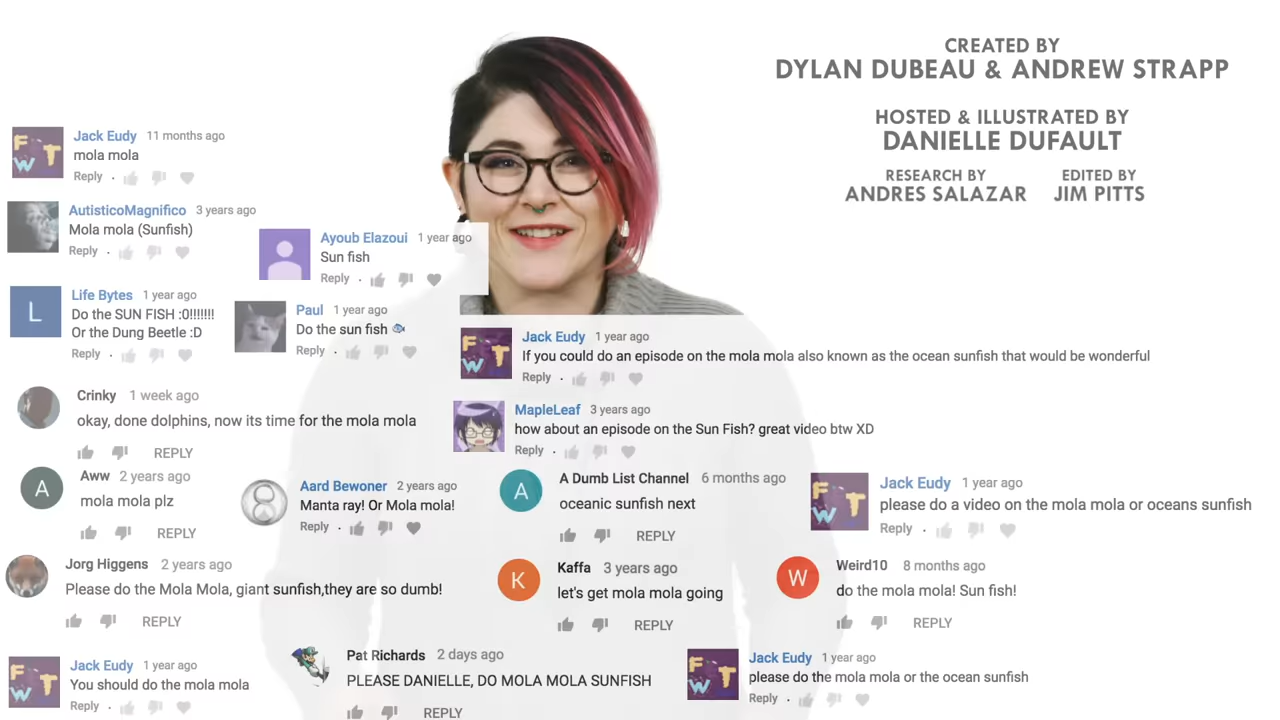 CREATED BY
DYLAN DUBEAU & ANDREW STRAPP
HOSTED & ILLUSTRATED BY
DANIELLE DUFAULT
RESEARCH BY
ANDRES SALAZAR
EDITED BY
JIM PITTS
Jack Eudy 11 months ago
mola mola
Reply
AutisticoMagnifico 3 years ago
Mola mola (Sunfish)
Reply
Ayoub Elazoui 1 year ago
Sun fish
Reply
L
Life Bytes 1 year ago
Do the SUN FISH :0!!!!!!!
Or the Dung Beetle :D
Reply
Paul 1 year ago
Do the sun fish 🐟
Reply
F T W
Jack Eudy 1 year ago
If you could do an episode on the mola mola also known as the ocean sunfish that would be wonderful
Reply
Crinky 1 week ago
okay, done dolphins, now its time for the mola mola
REPLY
MapleLeaf 3 years ago
how about an episode on the Sun Fish? great video btw XD
Reply
A
Aww 2 years ago
mola mola plz
REPLY
Aard Bewoner 2 years ago
Manta ray! Or Mola mola!
Reply
A
A Dumb List Channel 6 months ago
oceanic sunfish next
REPLY
F T W
Jack Eudy 1 year ago
please do a video on the mola mola or oceans sunfish
Reply
Jorg Higgens 2 years ago
Please do the Mola Mola, giant sunfish,they are so dumb!
REPLY
K
Kaffa 3 years ago
let's get mola mola going
REPLY
W
Weird10 8 months ago
do the mola mola! Sun fish!
REPLY
F T W
Jack Eudy 1 year ago
You should do the mola mola
Reply
Pat Richards 2 days ago
PLEASE DANIELLE, DO MOLA MOLA SUNFISH
REPLY
F T W
Jack Eudy 1 year ago
please do the mola mola or the ocean sunfish
Reply